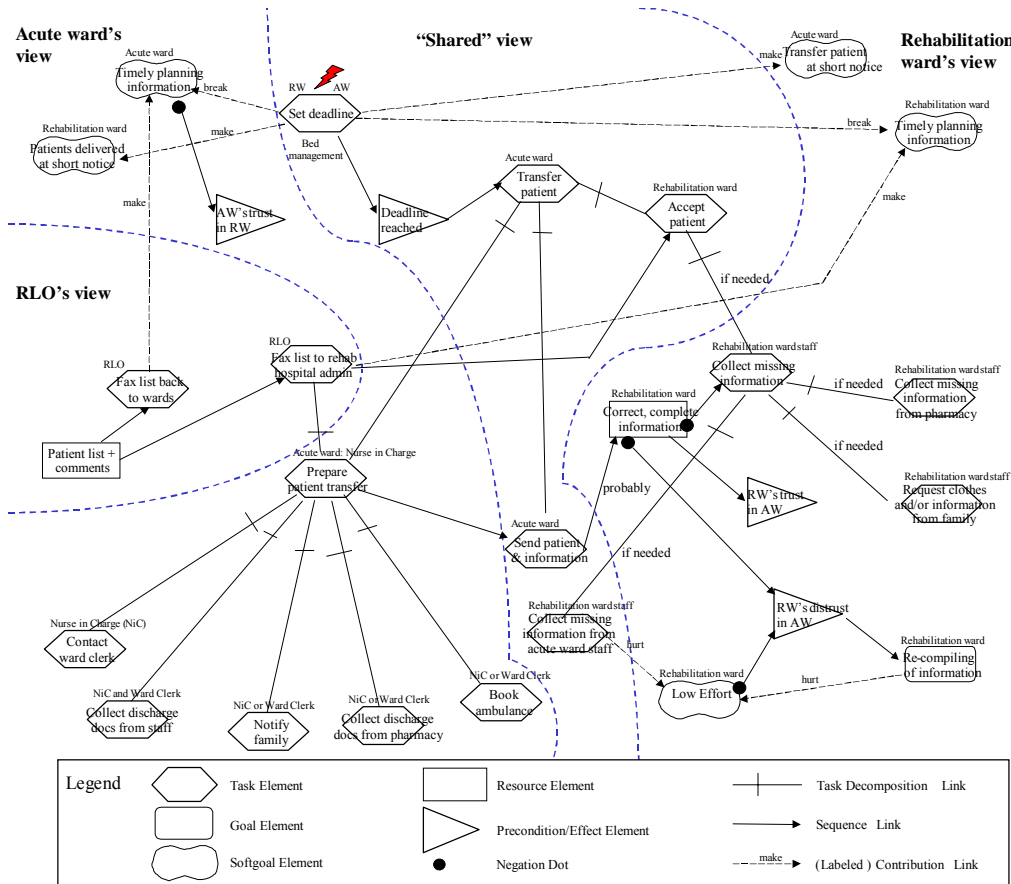 Acute ward's
view
"Shared" view
Rehabilitation
ward's view
Acute ward
Timely planning
information
break
RW
AW
Set deadline
Bed
management
make
Acute ward
Transfer patient
at short notice
Rehabilitation ward
Timely planning
information
break
make
Rehabilitation ward
Patients delivered
at short notice
make
make
AW's trust
in RW
Deadline
reached
Acute ward
Transfer
patient
Rehabilitation ward
Accept
patient
if needed
RLO's view
RLO
Fax list back
to wards
RLO
Fax list to rehab
hospital admin
Patient list +
comments
Rehabilitation ward staff
Collect missing
information
Rehabilitation ward
Correct, complete
information
if needed
Rehabilitation ward staff
Collect missing
information
from pharmacy
if needed
Rehabilitation ward staff
Request clothes
and/or information
from family
Acute ward: Nurse in Charge
Prepare
patient transfer
probably
RW's trust
in AW
Acute ward
Send patient
& information
if needed
Rehabilitation ward staff
Collect missing
information from
acute ward staff
hurt
RW's distrust
in AW
Rehabilitation ward
Low Effort
hurt
Rehabilitation ward
Re-compiling
of information
Nurse in Charge (NiC)
Contact
ward clerk
NiC and Ward Clerk
Collect discharge
docs from staff
NiC or Ward Clerk
Notify
family
NiC or Ward Clerk
Collect discharge
docs from pharmacy
NiC or Ward Clerk
Book
ambulance
Legend
Task Element
Goal Element
Softgoal Element
Resource Element
Precondition/Effect Element
Negation Dot
Task Decomposition Link
Sequence Link
make
(Labeled ) Contribution Link